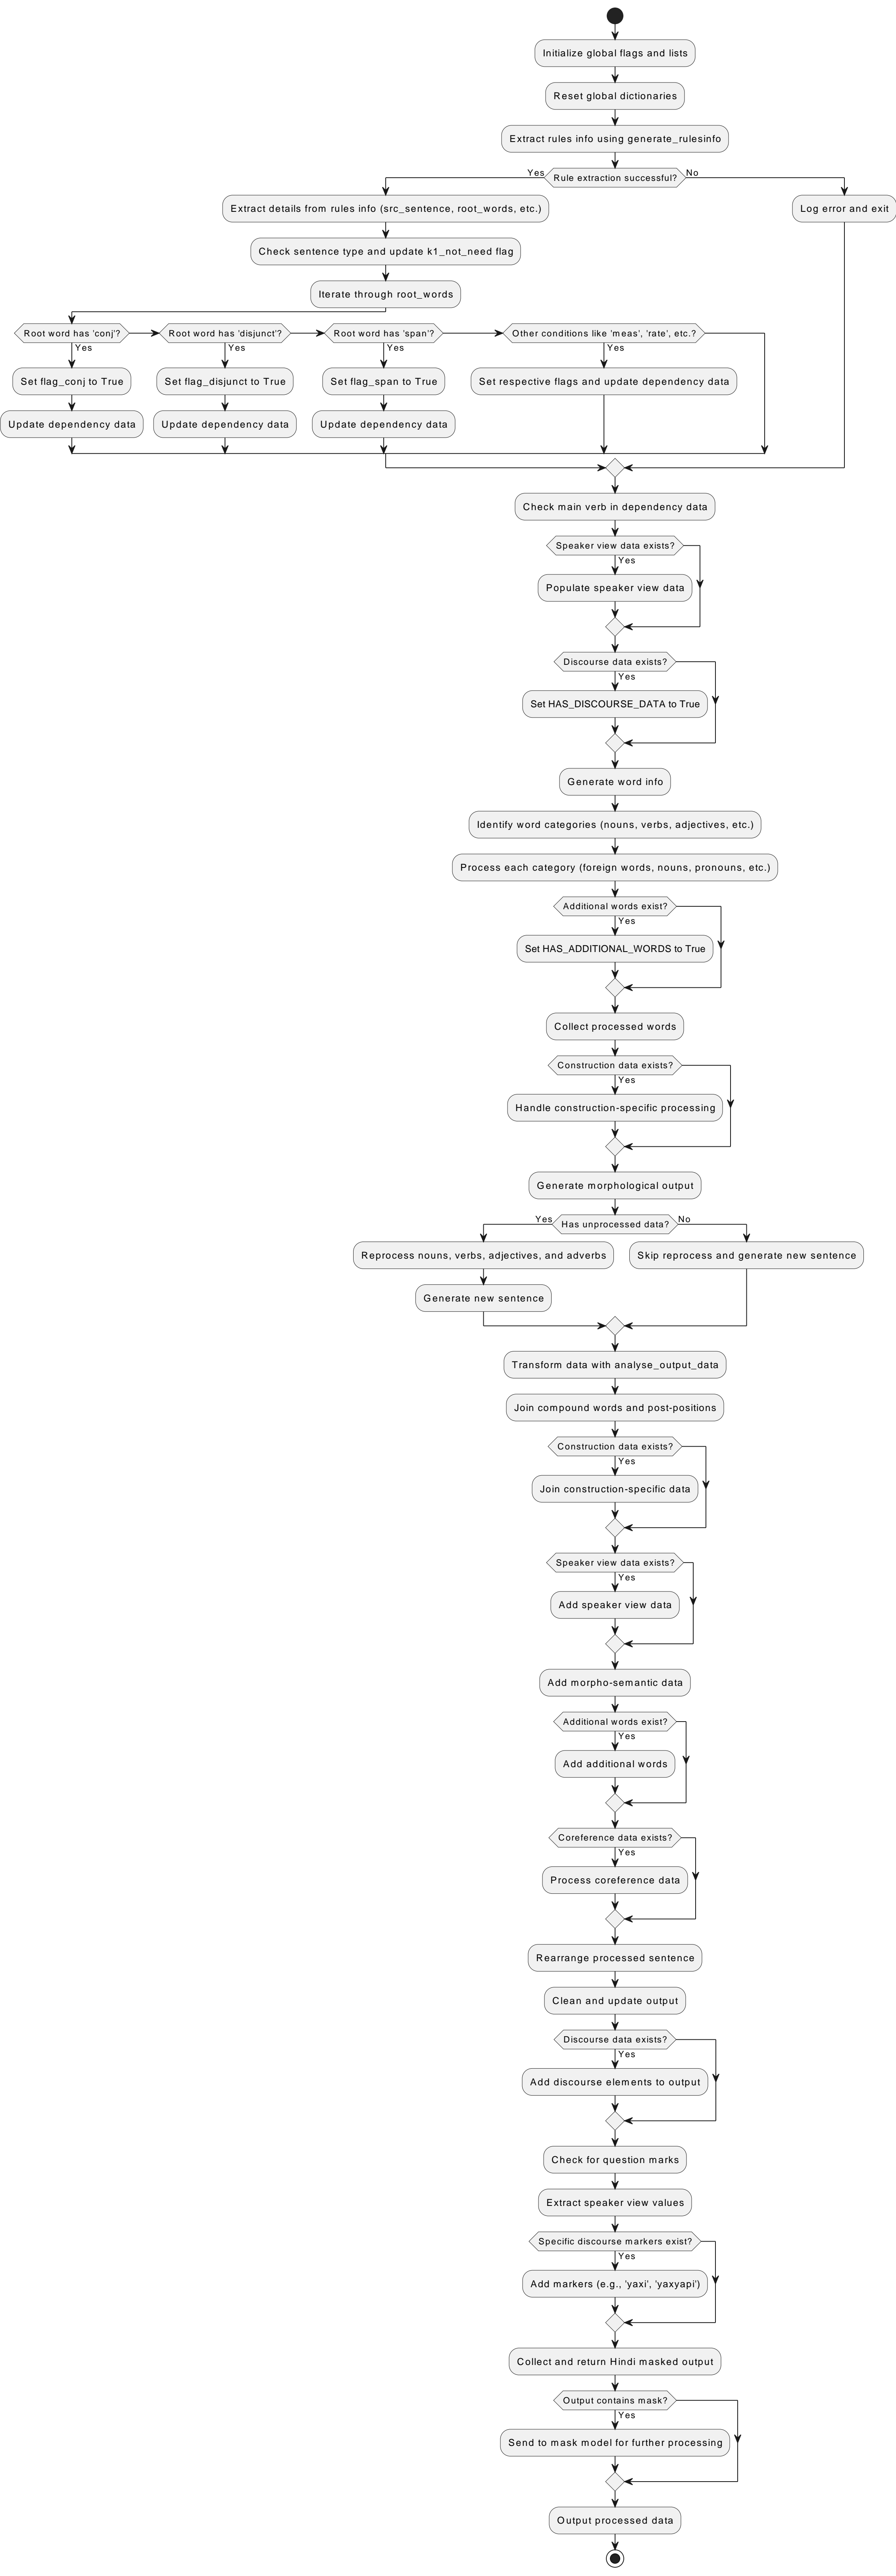 Initialize global flags and lists
Reset global dictionaries
Extract rules info using generate_rulesinfo
Yes
Rule extraction successful?
No
Extract details from rules info (src_sentence, root_words, etc.)
Log error and exit
Check sentence type and update k1_not_need flag
Iterate through root_words
Root word has 'conj'?
Root word has 'disjunct'?
Root word has 'span'?
Other conditions like 'meas', 'rate', etc.?
Yes
Yes
Yes
Yes
Set flag_conj to True
Set flag_disjunct to True
Set flag_span to True
Set respective flags and update dependency data
Update dependency data
Update dependency data
Update dependency data
Check main verb in dependency data
Speaker view data exists?
Yes
Populate speaker view data
Discourse data exists?
Yes
Set HAS_DISCOURSE_DATA to True
Generate word info
Identify word categories (nouns, verbs, adjectives, etc.)
Process each category (foreign words, nouns, pronouns, etc.)
Additional words exist?
Yes
Set HAS_ADDITIONAL_WORDS to True
Collect processed words
Construction data exists?
Yes
Handle construction-specific processing
Generate morphological output
Yes
Has unprocessed data?
No
Reprocess nouns, verbs, adjectives, and adverbs
Skip reprocess and generate new sentence
Generate new sentence
Transform data with analyse_output_data
Join compound words and post-positions
Construction data exists?
Yes
Join construction-specific data
Speaker view data exists?
Yes
Add speaker view data
Add morpho-semantic data
Additional words exist?
Yes
Add additional words
Coreference data exists?
Yes
Process coreference data
Rearrange processed sentence
Clean and update output
Discourse data exists?
Yes
Add discourse elements to output
Check for question marks
Extract speaker view values
Specific discourse markers exist?
Yes
Add markers (e.g., 'yaxi', 'yaxyapi')
Collect and return Hindi masked output
Output contains mask?
Yes
Send to mask model for further processing
Output processed data